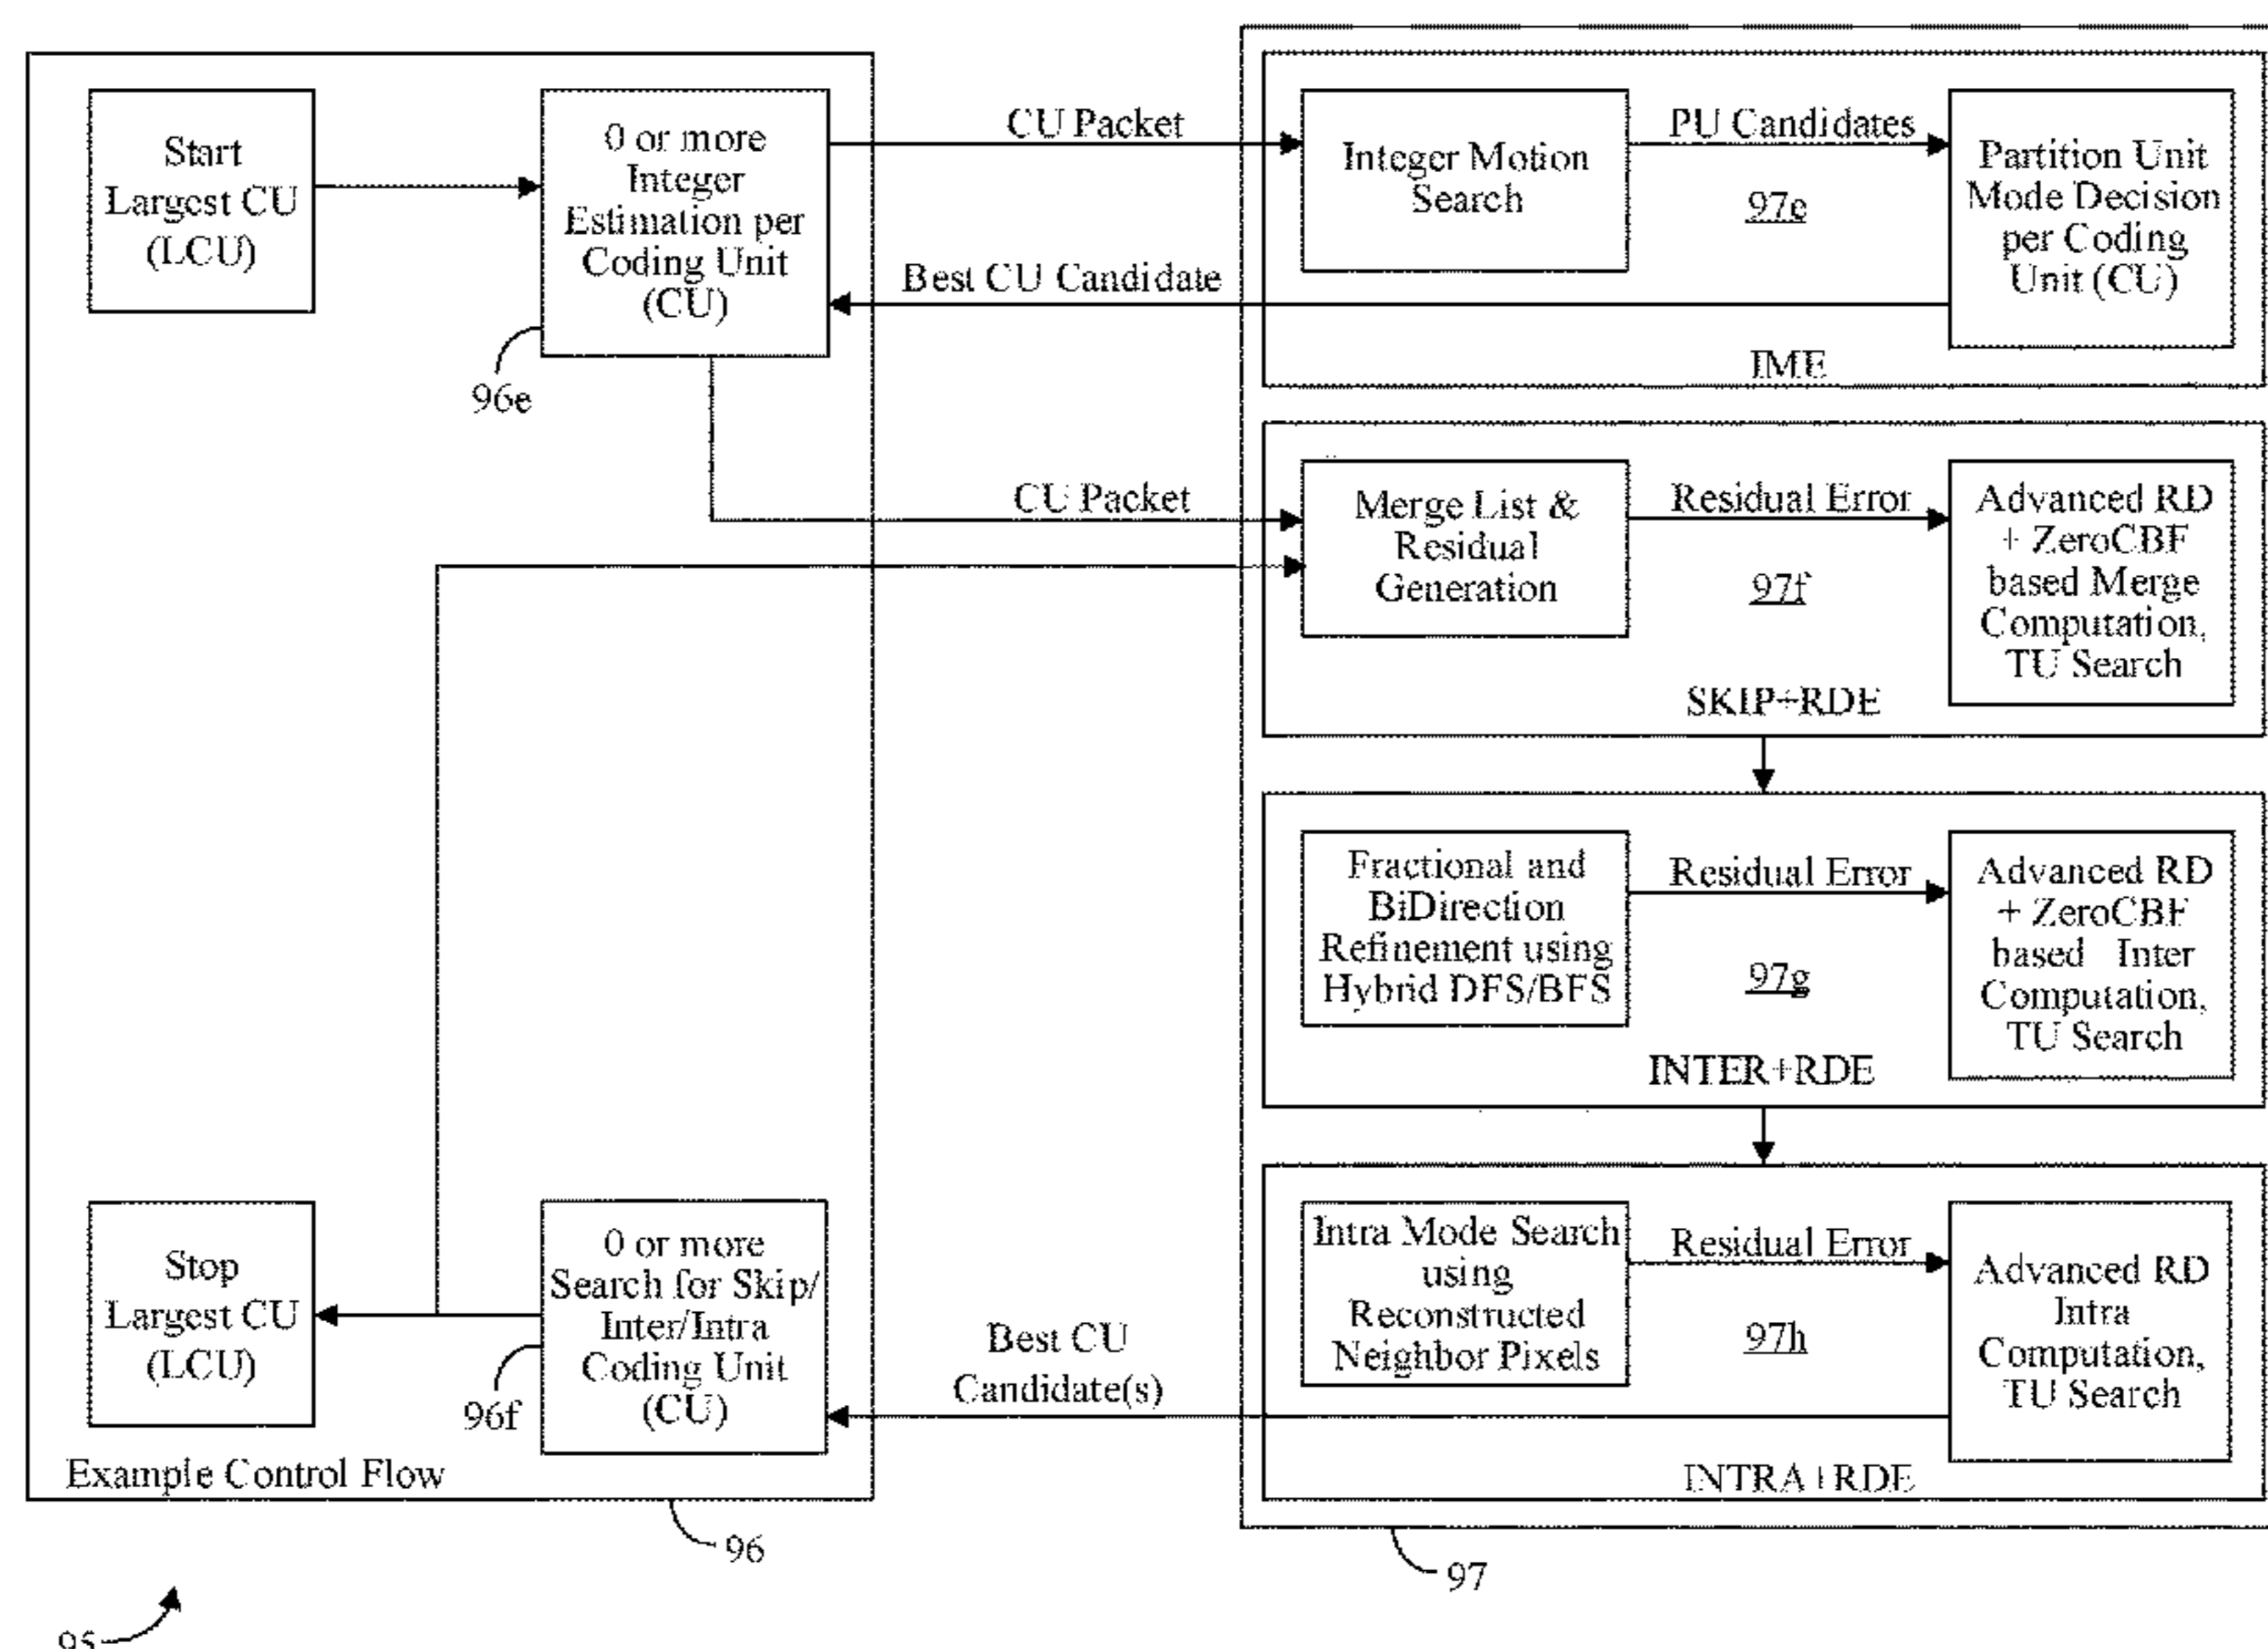 Start
Largest CU
(LCU)
0 or more
Integer
Estimation per
Coding Unit
(CU)
96e
CU Packet
Best CU Candidate
Integer Motion
Search
PU Candidates
97e
Partition Unit
Mode Decision
per Coding
Unit (CU)
IME
CU Packet
Merge List &
Residual
Generation
Residual Error
97f
Advanced RD
+ ZeroCBF
based Merge
Computation,
TU Search
SKIP+RDE
Fractional and
BiDirection
Refinement using
Hybrid DFS/BFS
Residual Error
97g
Advanced RD
+ ZeroCBF
based Inter
Computation,
TU Search
INTER+RDE
Stop
Largest CU
(LCU)
0 or more
Search for Skip/
Inter/Intra
Coding Unit
(CU)
96f
Best CU
Candidate(s)
Intra Mode Search
using
Reconstructed
Neighbor Pixels
Residual Error
97h
Advanced RD
Intra
Computation,
TU Search
INTRA+RDE
Example Control Flow
96
97
95